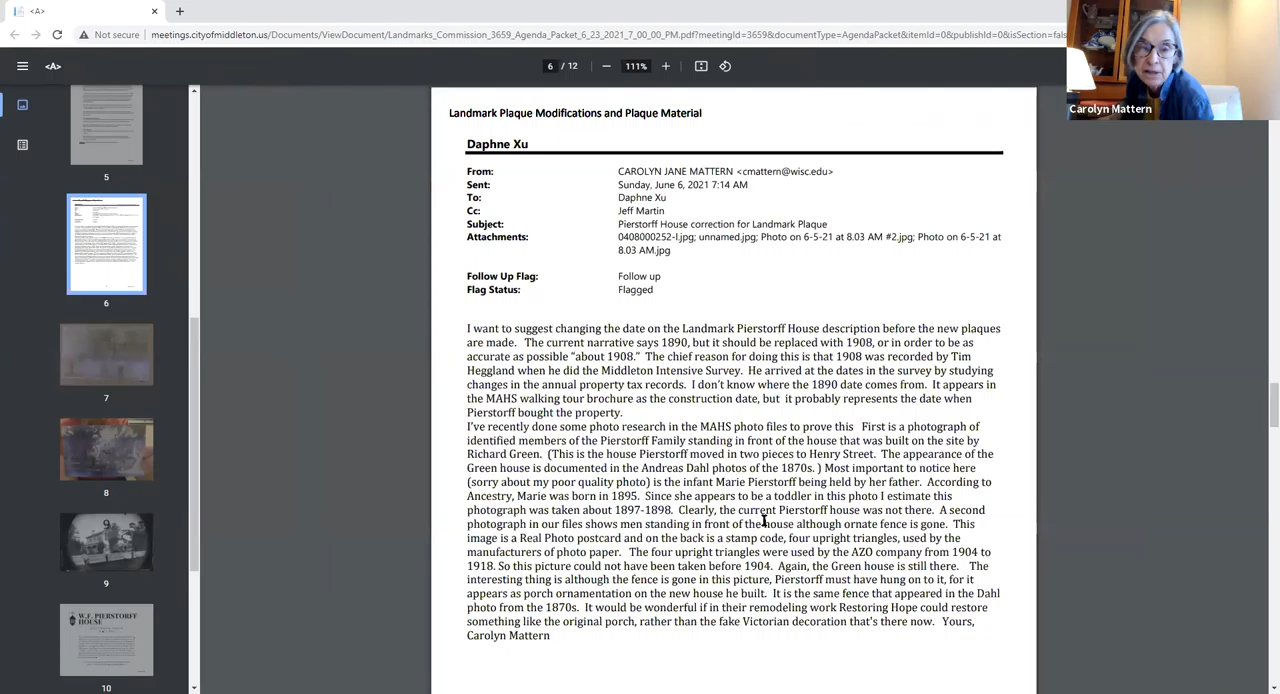 <A>
Not secure
meetings.cityofmiddleton.us/Documents/ViewDocument/Landmarks_Commission_3659_Agenda_Packet_6_23_2021_7_00_00_PM.pdf?meetingId=3659&documentType=AgendaPacket&itemId=0&publishId=0&isSection=fals
<A>
6 / 12
111%
Carolyn Mattern
5
6
7
8
9
W.F. PIERSTORFF
HOUSE
10
Landmark Plaque Modifications and Plaque Material
Daphne Xu
From: CAROLYN JANE MATTERN <cmattern@wisc.edu>
Sent: Sunday, June 6, 2021 7:14 AM
To: Daphne Xu
Cc: Jeff Martin
Subject: Pierstorff House correction for Landmark Plaque
Attachments: 0408000252-l.jpg; unnamed.jpg; Photo on 6-5-21 at 8.03 AM #2.jpg; Photo on 6-5-21 at
8.03 AM.jpg
Follow Up Flag: Follow up
Flag Status: Flagged
I want to suggest changing the date on the Landmark Pierstorff House description before the new plaques
are made. The current narrative says 1890, but it should be replaced with 1908, or in order to be as
accurate as possible "about 1908." The chief reason for doing this is that 1908 was recorded by Tim
Heggland when he did the Middleton Intensive Survey. He arrived at the dates in the survey by studying
changes in the annual property tax records. I don't know where the 1890 date comes from. It appears in
the MAHS walking tour brochure as the construction date, but it probably represents the date when
Pierstorff bought the property.
I've recently done some photo research in the MAHS photo files to prove this First is a photograph of
identified members of the Pierstorff Family standing in front of the house that was built on the site by
Richard Green. (This is the house Pierstorff moved in two pieces to Henry Street. The appearance of the
Green house is documented in the Andreas Dahl photos of the 1870s. ) Most important to notice here
(sorry about my poor quality photo) is the infant Marie Pierstorff being held by her father. According to
Ancestry, Marie was born in 1895. Since she appears to be a toddler in this photo I estimate this
photograph was taken about 1897-1898. Clearly, the current Pierstorff house was not there. A second
photograph in our files shows men standing in front of the house although ornate fence is gone. This
image is a Real Photo postcard and on the back is a stamp code, four upright triangles, used by the
manufacturers of photo paper. The four upright triangles were used by the AZO company from 1904 to
1918. So this picture could not have been taken before 1904. Again, the Green house is still there. The
interesting thing is although the fence is gone in this picture, Pierstorff must have hung on to it, for it
appears as porch ornamentation on the new house he built. It is the same fence that appeared in the Dahl
photo from the 1870s. It would be wonderful if in their remodeling work Restoring Hope could restore
something like the original porch, rather than the fake Victorian decoration that's there now. Yours,
Carolyn Mattern